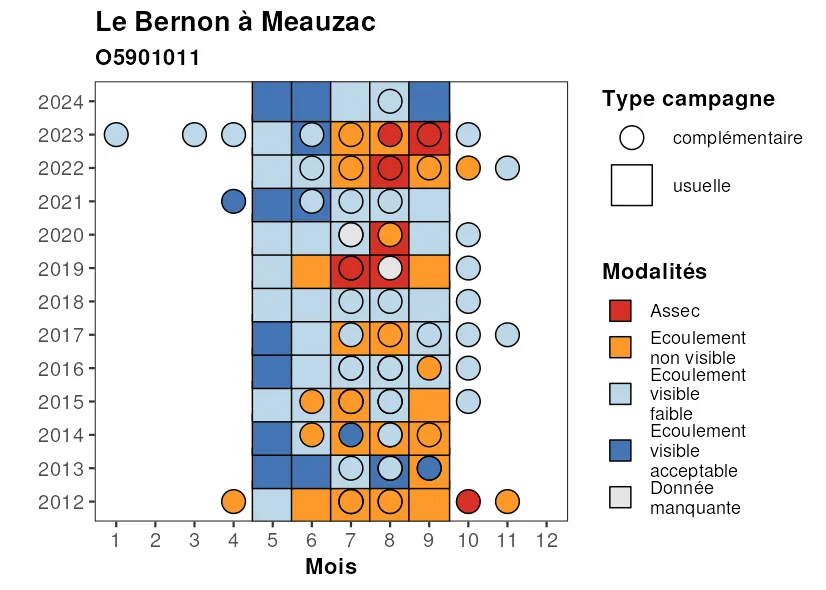 Le Bernon à Meauzac
O5901011
2024
2023
2022
2021
2020
2019
2018
2017
2016
2015
2014
2013
2012
1 2 3 4 5 6 7 8 9 10 11 12
Mois
Type campagne
complémentaire
usuelle
Modalités
Assec
Ecoulement
non visible
Ecoulement
visible
faible
Ecoulement
visible
acceptable
Donnée
manquante